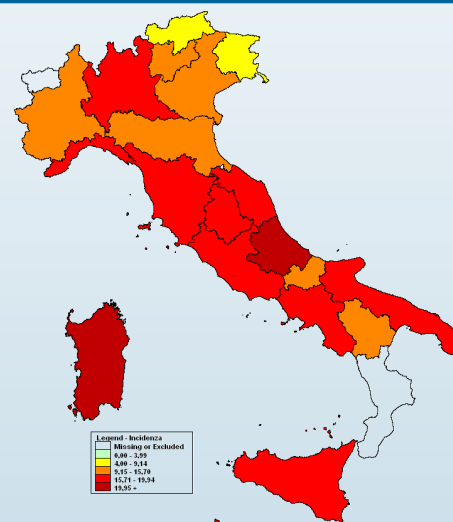 Legend - Incidenza
Missing or Excluded
0,00 - 3,99
4,00 - 9,14
9,15 - 15,70
15,71 - 19,94
19,95 +